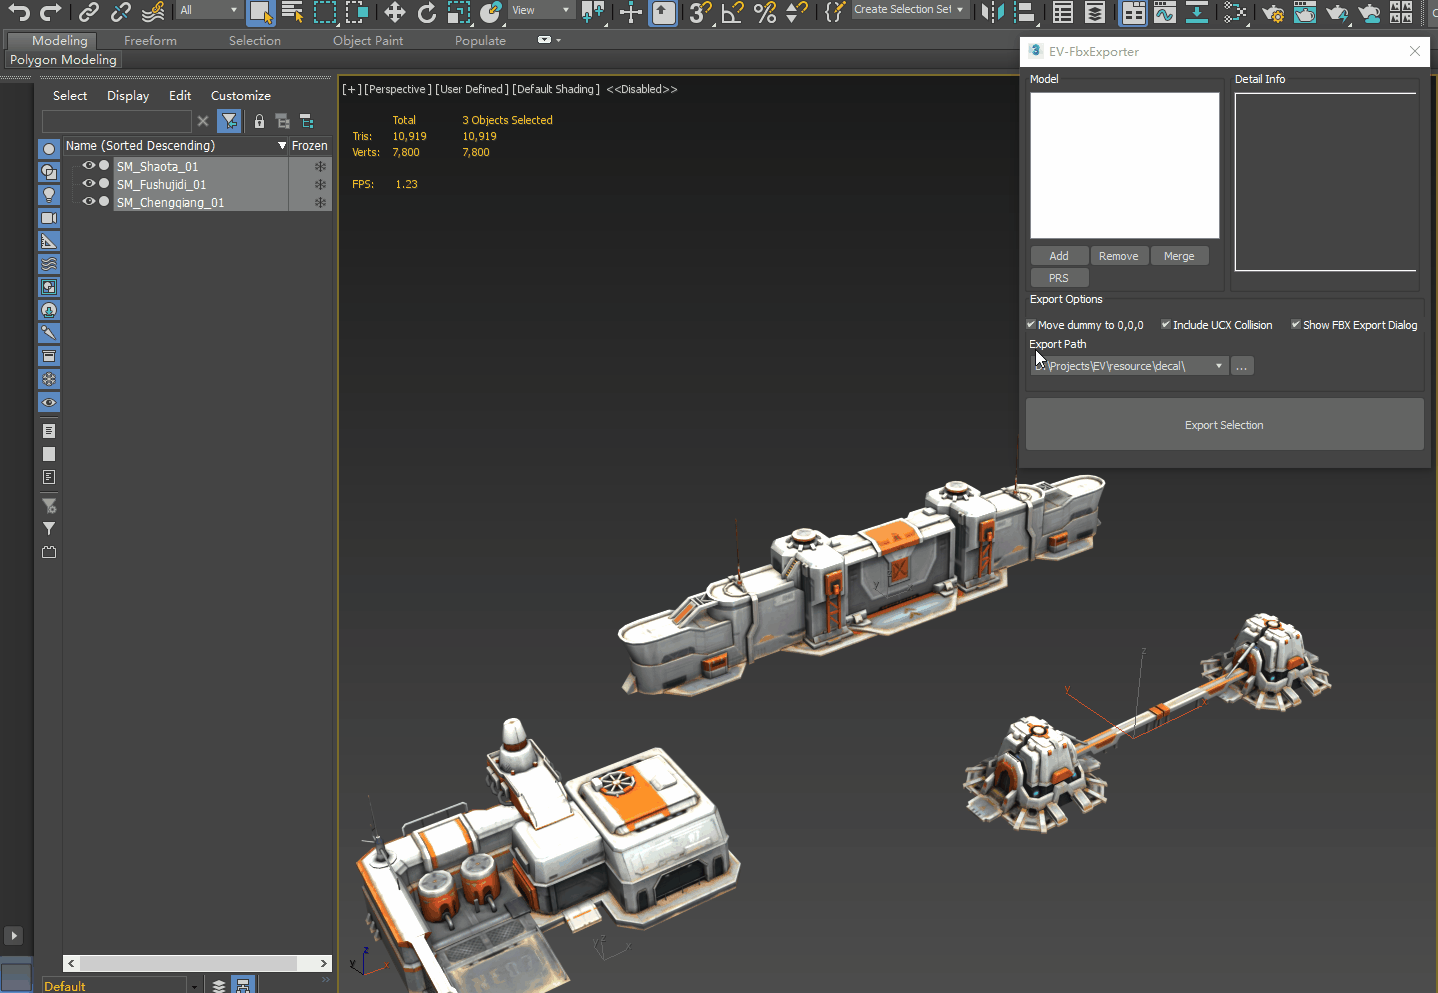 All
View
Create Selection Set
Modeling
Freeform
Selection
Object Paint
Populate
Polygon Modeling
EV-FbxExporter
Model
Detail Info
Select
Display
Edit
Customize
[+] [Perspective] [User Defined] [Default Shading] <<Disabled>>
Name (Sorted Descending)
Frozen
SM_Shaota_01
SM_Fushujidi_01
SM_Chengqiang_01
Total
3 Objects Selected
Tris:
10,919
10,919
Verts:
7,800
7,800
FPS:
1.23
Add
Remove
Merge
PRS
Export Options
Move dummy to 0,0,0
Include UCX Collision
Show FBX Export Dialog
Export Path
:\Projects\EV\resource\decal\
...
Export Selection
y
z
y
x
y
z
x
z
y
x
Default